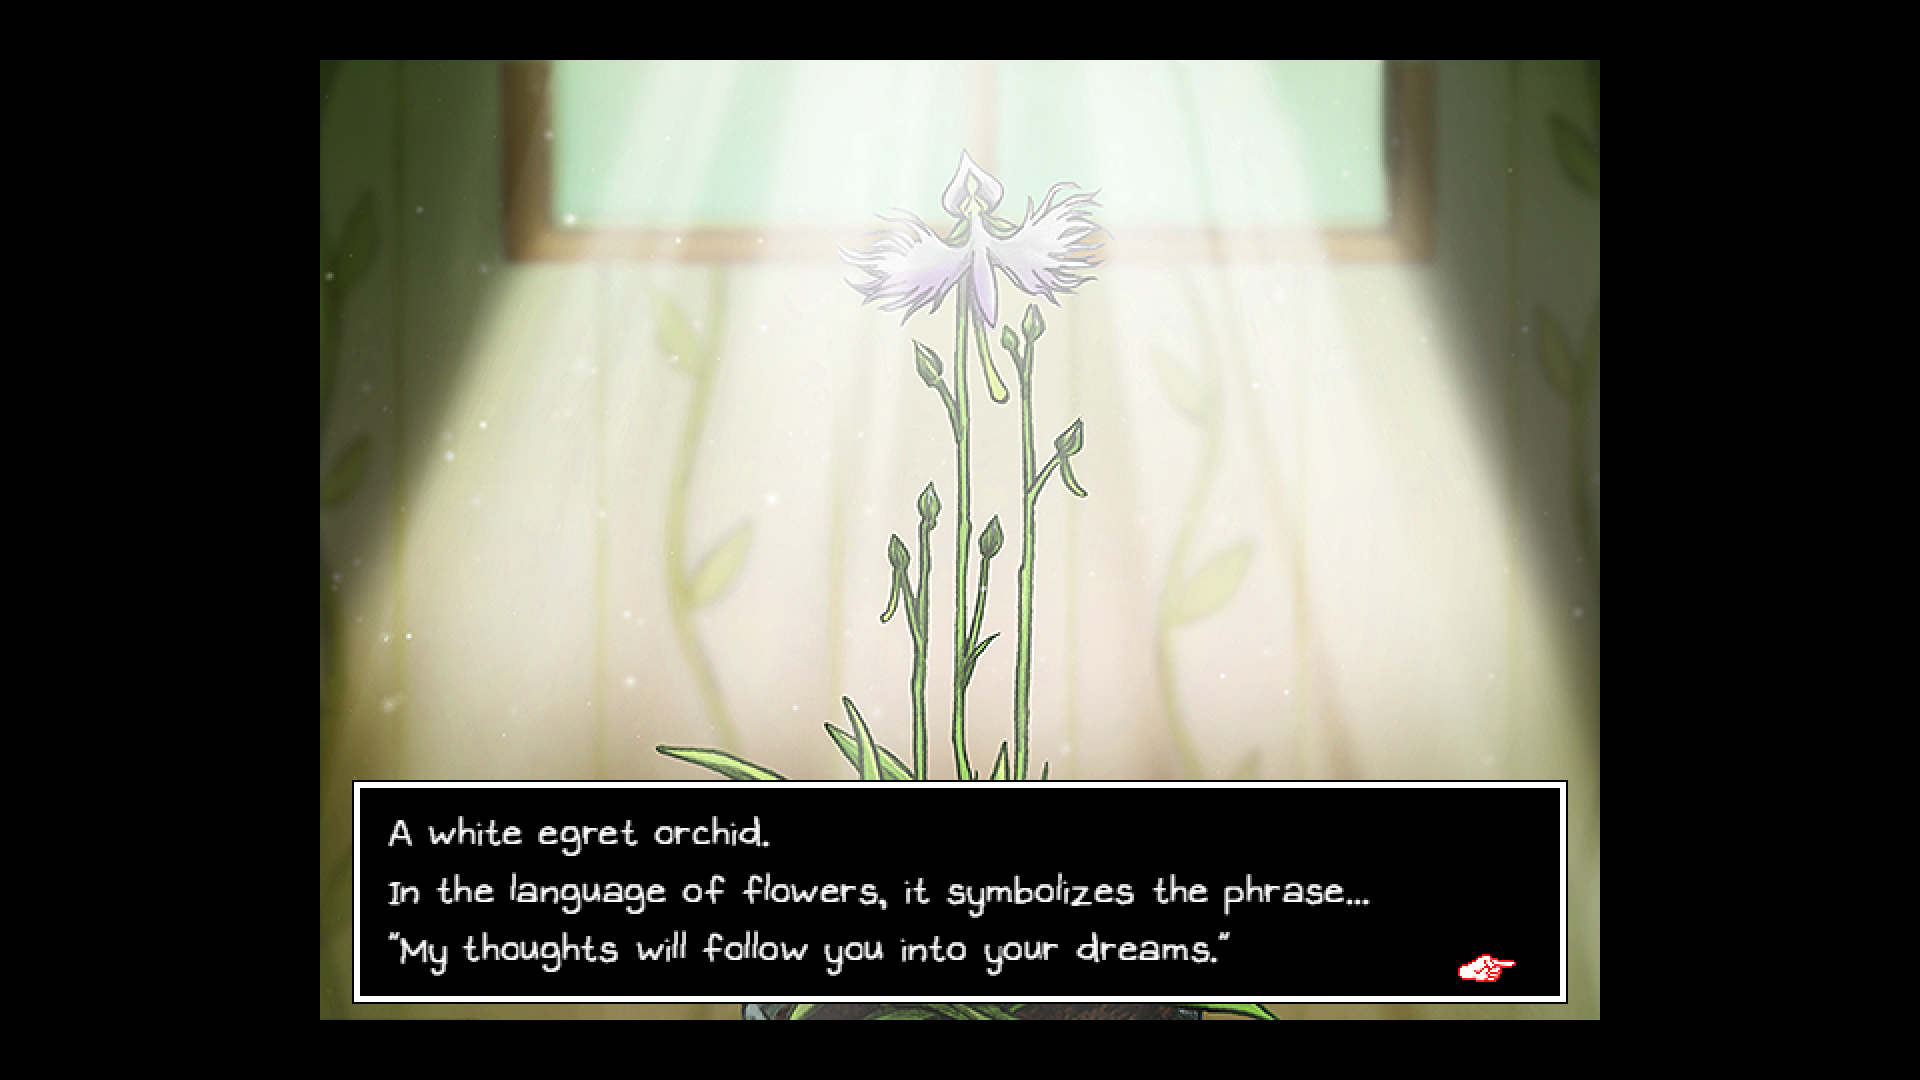 A white egret orchid.
In the language of flowers, it symbolizes the phrase...
"My thoughts will follow you into your dreams."